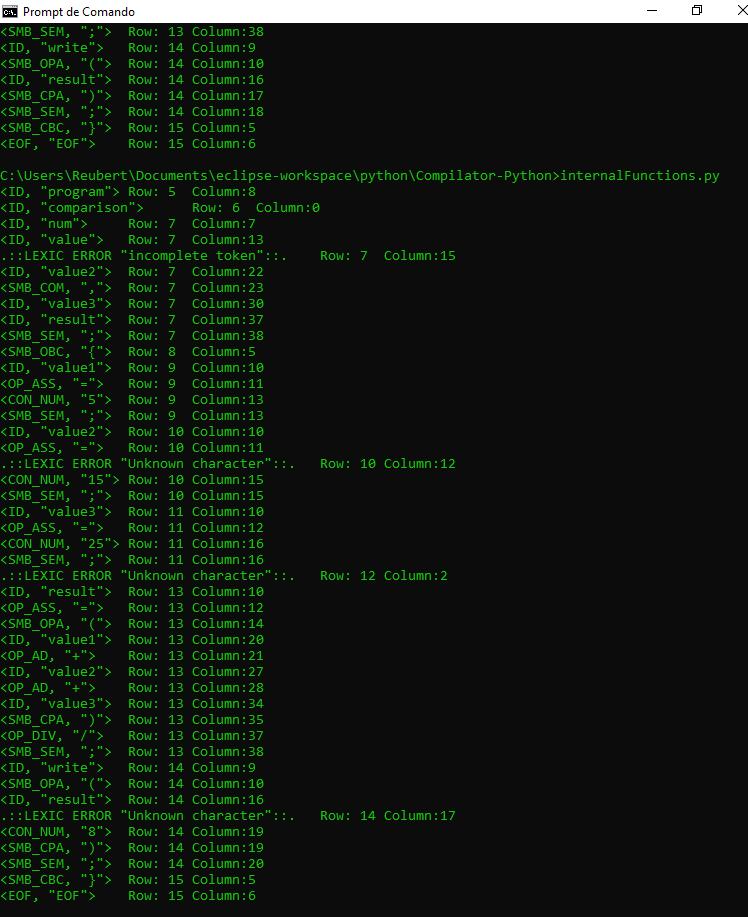 Prompt de Comando
<SMB_SEM, ";"> Row: 13 Column:38
<ID, "write"> Row: 14 Column:9
<SMB_OPA, "("> Row: 14 Column:10
<ID, "result"> Row: 14 Column:16
<SMB_CPA, ")"> Row: 14 Column:17
<SMB_SEM, ";"> Row: 14 Column:18
<SMB_CBC, "}"> Row: 15 Column:5
<EOF, "EOF"> Row: 15 Column:6
C:\Users\Reubert\Documents\eclipse-workspace\python\Compilator-Python>internalFunctions.py
<ID, "program"> Row: 5 Column:8
<ID, "comparison"> Row: 6 Column:0
<ID, "num"> Row: 7 Column:7
<ID, "value"> Row: 7 Column:13
.::LEXIC ERROR "incomplete token"::. Row: 7 Column:15
<ID, "value2"> Row: 7 Column:22
<SMB_COM, ","> Row: 7 Column:23
<ID, "value3"> Row: 7 Column:30
<ID, "result"> Row: 7 Column:37
<SMB_SEM, ";"> Row: 7 Column:38
<SMB_OBC, "{"> Row: 8 Column:5
<ID, "value1"> Row: 9 Column:10
<OP_ASS, "="> Row: 9 Column:11
<CON_NUM, "5"> Row: 9 Column:13
<SMB_SEM, ";"> Row: 9 Column:13
<ID, "value2"> Row: 10 Column:10
<OP_ASS, "="> Row: 10 Column:11
.::LEXIC ERROR "Unknown character"::. Row: 10 Column:12
<CON_NUM, "15"> Row: 10 Column:15
<SMB_SEM, ";"> Row: 10 Column:15
<ID, "value3"> Row: 11 Column:10
<OP_ASS, "="> Row: 11 Column:12
<CON_NUM, "25"> Row: 11 Column:16
<SMB_SEM, ";"> Row: 11 Column:16
.::LEXIC ERROR "Unknown character"::. Row: 12 Column:2
<ID, "result"> Row: 13 Column:10
<OP_ASS, "="> Row: 13 Column:12
<SMB_OPA, "("> Row: 13 Column:14
<ID, "value1"> Row: 13 Column:20
<OP_AD, "+"> Row: 13 Column:21
<ID, "value2"> Row: 13 Column:27
<OP_AD, "+"> Row: 13 Column:28
<ID, "value3"> Row: 13 Column:34
<SMB_CPA, ")"> Row: 13 Column:35
<OP_DIV, "/"> Row: 13 Column:37
<SMB_SEM, ";"> Row: 13 Column:38
<ID, "write"> Row: 14 Column:9
<SMB_OPA, "("> Row: 14 Column:10
<ID, "result"> Row: 14 Column:16
.::LEXIC ERROR "Unknown character"::. Row: 14 Column:17
<CON_NUM, "8"> Row: 14 Column:19
<SMB_CPA, ")"> Row: 14 Column:19
<SMB_SEM, ";"> Row: 14 Column:20
<SMB_CBC, "}"> Row: 15 Column:5
<EOF, "EOF"> Row: 15 Column:6